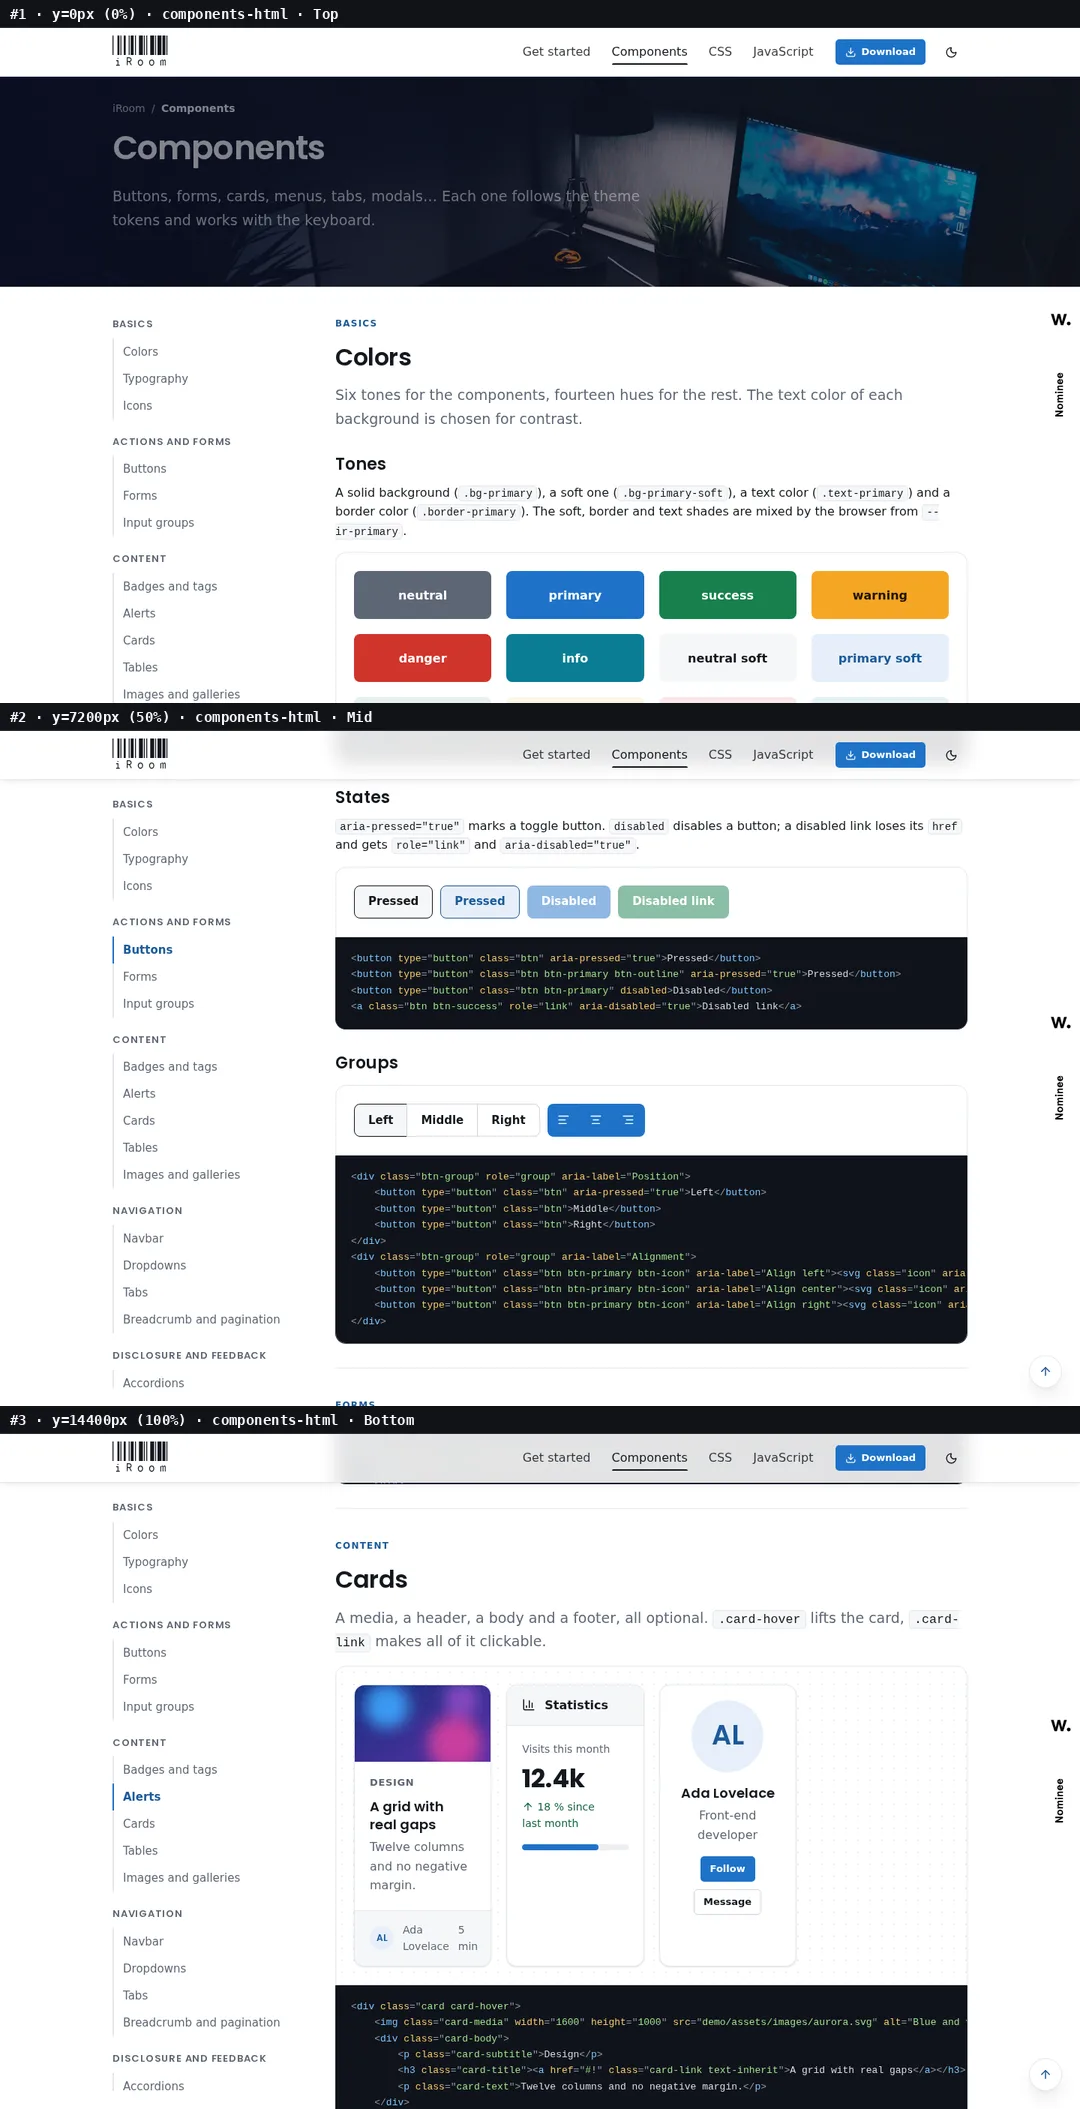 #1 · y=0px (0%) · components-html · Top
iRoom
Get started
Components
CSS
JavaScript
Download
iRoom / Components
Components
Buttons, forms, cards, menus, tabs, modals… Each one follows the theme
tokens and works with the keyboard.
BASICS
Colors
Typography
Icons
ACTIONS AND FORMS
Buttons
Forms
Input groups
CONTENT
Badges and tags
Alerts
Cards
Tables
Images and galleries
BASICS
Colors
Six tones for the components, fourteen hues for the rest. The text color of each
background is chosen for contrast.
Tones
A solid background ( .bg-primary ), a soft one ( .bg-primary-soft ), a text color ( .text-primary ) and a
border color ( .border-primary ). The soft, border and text shades are mixed by the browser from --
ir-primary .
neutral
primary
success
warning
danger
info
neutral soft
primary soft
W.
Nominee
#2 · y=7200px (50%) · components-html · Mid
iRoom
Get started
Components
CSS
JavaScript
Download
BASICS
Colors
Typography
Icons
ACTIONS AND FORMS
Buttons
Forms
Input groups
CONTENT
Badges and tags
Alerts
Cards
Tables
Images and galleries
NAVIGATION
Navbar
Dropdowns
Tabs
Breadcrumb and pagination
DISCLOSURE AND FEEDBACK
Accordions
States
aria-pressed="true" marks a toggle button. disabled disables a button; a disabled link loses its href
and gets role="link" and aria-disabled="true" .
Pressed
Pressed
Disabled
Disabled link
<button type="button" class="btn" aria-pressed="true">Pressed</button>
<button type="button" class="btn btn-primary btn-outline" aria-pressed="true">Pressed</button>
<button type="button" class="btn btn-primary" disabled>Disabled</button>
<a class="btn btn-success" role="link" aria-disabled="true">Disabled link</a>
Groups
Left
Middle
Right
<div class="btn-group" role="group" aria-label="Position">
    <button type="button" class="btn" aria-pressed="true">Left</button>
    <button type="button" class="btn">Middle</button>
    <button type="button" class="btn">Right</button>
</div>
<div class="btn-group" role="group" aria-label="Alignment">
    <button type="button" class="btn btn-primary btn-icon" aria-label="Align left"><svg class="icon" aria
    <button type="button" class="btn btn-primary btn-icon" aria-label="Align center"><svg class="icon" ar
    <button type="button" class="btn btn-primary btn-icon" aria-label="Align right"><svg class="icon" ari
</div>
FORMS
W.
Nominee
#3 · y=14400px (100%) · components-html · Bottom
iRoom
Get started
Components
CSS
JavaScript
Download
BASICS
Colors
Typography
Icons
ACTIONS AND FORMS
Buttons
Forms
Input groups
CONTENT
Badges and tags
Alerts
Cards
Tables
Images and galleries
NAVIGATION
Navbar
Dropdowns
Tabs
Breadcrumb and pagination
DISCLOSURE AND FEEDBACK
Accordions
CONTENT
Cards
A media, a header, a body and a footer, all optional. .card-hover lifts the card, .card-
link makes all of it clickable.
DESIGN
A grid with
real gaps
Twelve columns
and no negative
margin.
AL
Ada
Lovelace
5
min
Statistics
Visits this month
12.4k
18 % since
last month
AL
Ada Lovelace
Front-end
developer
Follow
Message
<div class="card card-hover">
    <img class="card-media" width="1600" height="1000" src="demo/assets/images/aurora.svg" alt="Blue and
    <div class="card-body">
        <p class="card-subtitle">Design</p>
        <h3 class="card-title"><a href="#!" class="card-link text-inherit">A grid with real gaps</a></h3>
        <p class="card-text">Twelve columns and no negative margin.</p>
    </div>
W.
Nominee